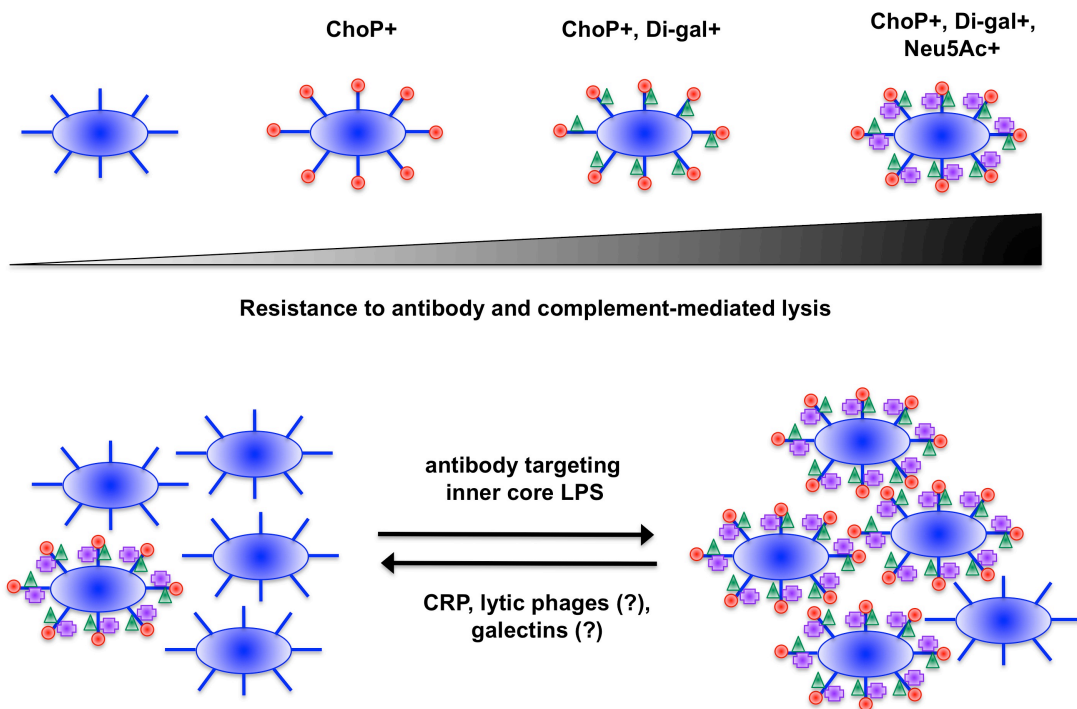 ChoP+
ChoP+, Di-gal+
ChoP+, Di-gal+,
Neu5Ac+
Resistance to antibody and complement-mediated lysis
antibody targeting
inner core LPS
CRP, lytic phages (?),
galectins (?)